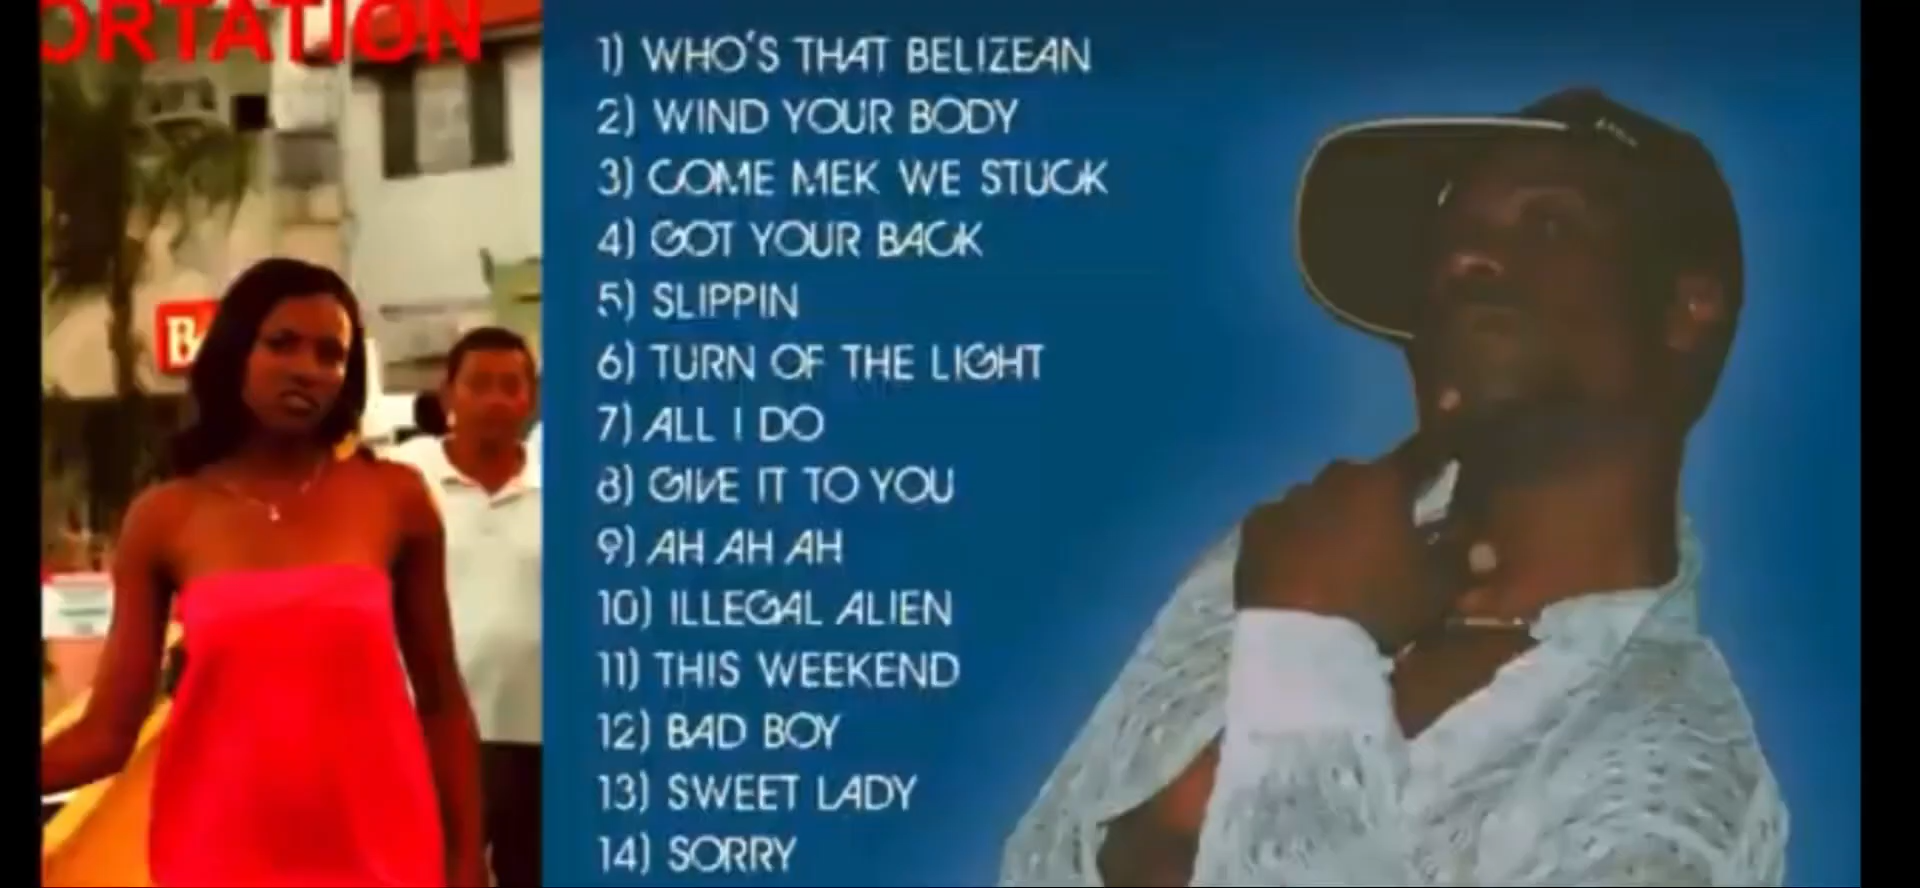 ORTATION
1) WHO'S THAT BELIZEAN
2) WIND YOUR BODY
3) COME MEK WE STUCK
4) GOT YOUR BACK
5) SLIPPIN
6) TURN OF THE LIGHT
7) ALL I DO
8) GIVE IT TO YOU
9) AH AH AH
10) ILLEGAL ALIEN
11) THIS WEEKEND
12) BAD BOY
13) SWEET LADY
14) SORRY